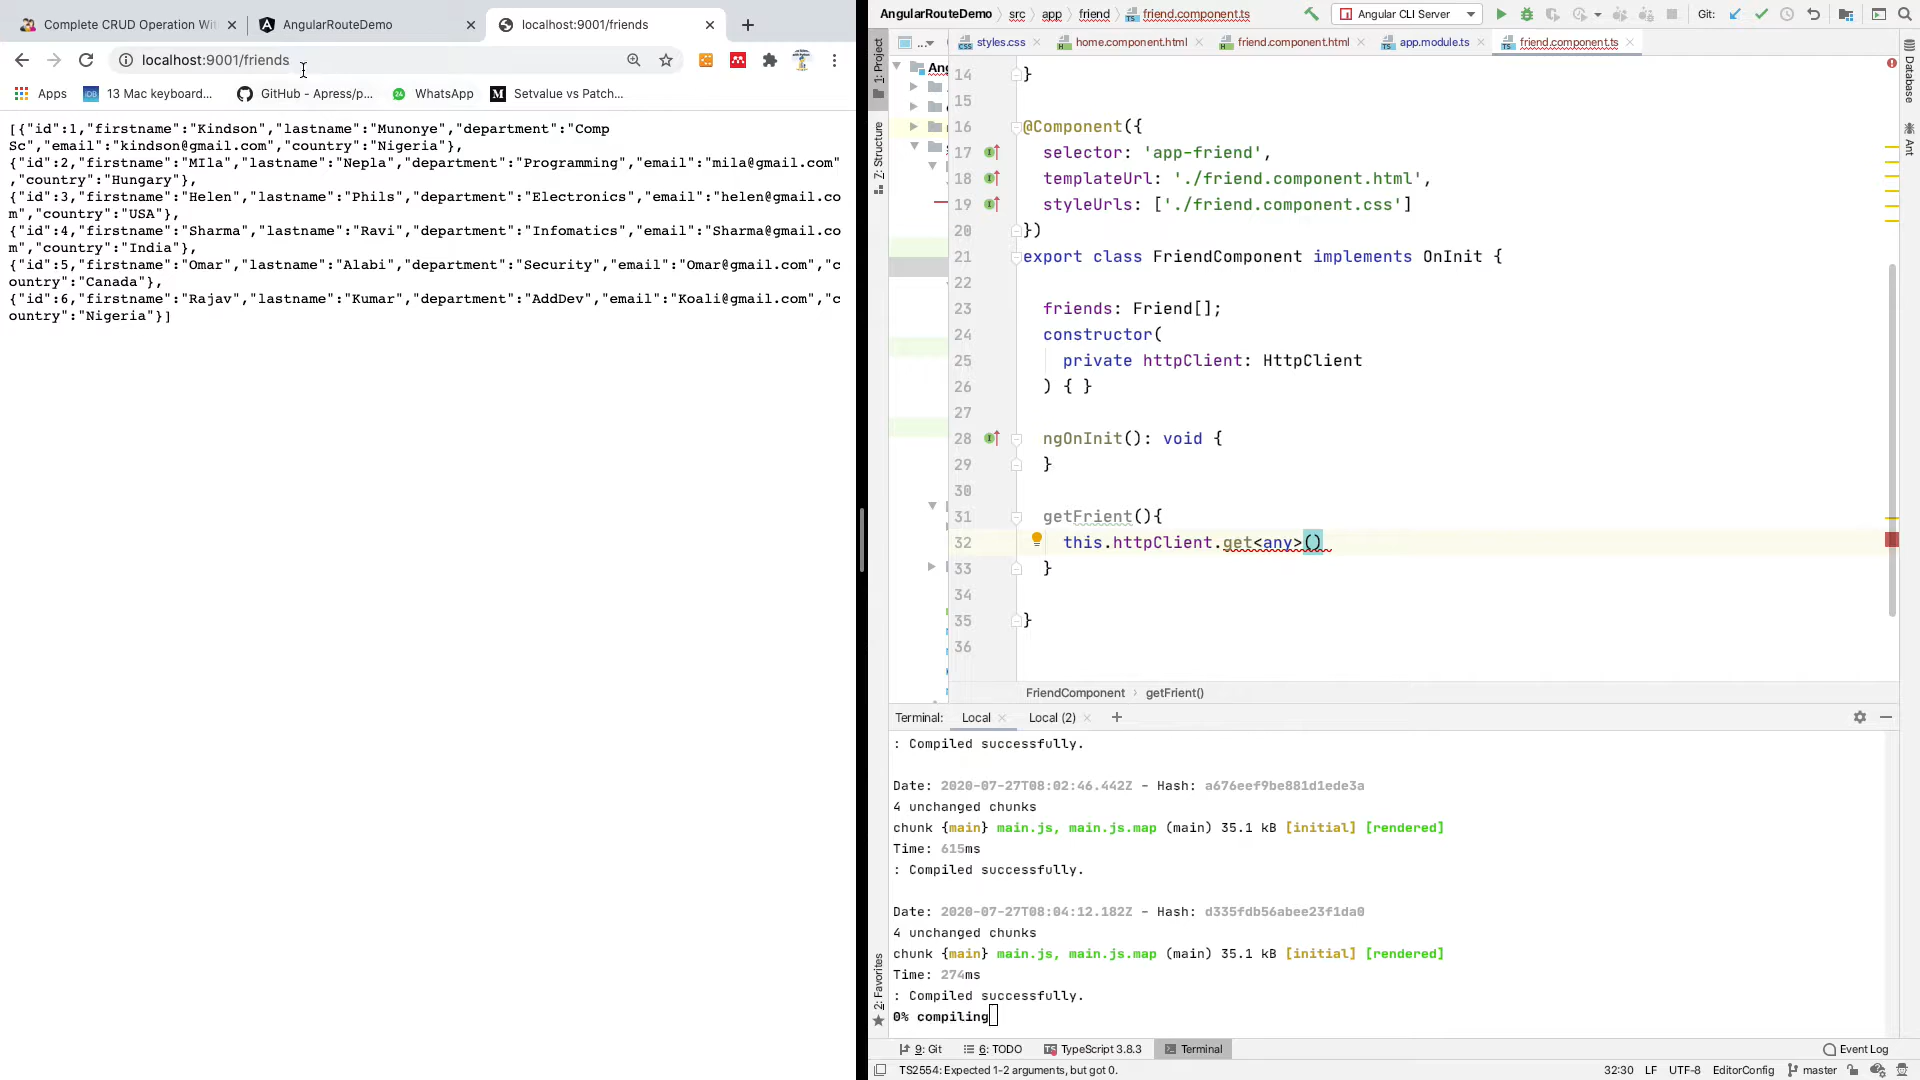 Complete CRUD Operation Wit
AngularRouteDemo
localhost:9001/friends
localhost:9001/friends
Apps
13 Mac keyboard...
GitHub - Apress/p...
WhatsApp
Setvalue vs Patch...
[{"id":1,"firstname":"Kindson","lastname":"Munonye","department":"Comp
Sc","email":"kindson@gmail.com","country":"Nigeria"},
{"id":2,"firstname":"MIla","lastname":"Nepla","department":"Programming","email":"mila@gmail.com"
,"country":"Hungary"},
{"id":3,"firstname":"Helen","lastname":"Phils","department":"Electronics","email":"helen@gmail.co
m","country":"USA"},
{"id":4,"firstname":"Sharma","lastname":"Ravi","department":"Infomatics","email":"Sharma@gmail.co
m","country":"India"},
{"id":5,"firstname":"Omar","lastname":"Alabi","department":"Security","email":"Omar@gmail.com","c
ountry":"Canada"},
{"id":6,"firstname":"Rajav","lastname":"Kumar","department":"AddDev","email":"Koali@gmail.com","c
ountry":"Nigeria"}]
AngularRouteDemo › src › app › friend › friend.component.ts
Angular CLI Server
Git:
styles.css
home.component.html
friend.component.html
app.module.ts
friend.component.ts
1: Project
Z: Structure
2: Favorites
Database
Ant
Ang
14 }
15
16 @Component({
17 selector: 'app-friend',
18 templateUrl: './friend.component.html',
19 styleUrls: ['./friend.component.css']
20 })
21 export class FriendComponent implements OnInit {
22
23 friends: Friend[];
24 constructor(
25 private httpClient: HttpClient
26 ) { }
27
28 ngOnInit(): void {
29 }
30
31 getFrient(){
32 this.httpClient.get<any>()
33 }
34
35 }
36
FriendComponent › getFrient()
Terminal: Local Local (2)
: Compiled successfully.
Date: 2020-07-27T08:02:46.442Z - Hash: a676eef9be881d1ede3a
4 unchanged chunks
chunk {main} main.js, main.js.map (main) 35.1 kB [initial] [rendered]
Time: 615ms
: Compiled successfully.
Date: 2020-07-27T08:04:12.182Z - Hash: d335fdb56abee23f1da0
4 unchanged chunks
chunk {main} main.js, main.js.map (main) 35.1 kB [initial] [rendered]
Time: 274ms
: Compiled successfully.
0% compiling
9: Git
6: TODO
TypeScript 3.8.3
Terminal
Event Log
TS2554: Expected 1-2 arguments, but got 0.
32:30 LF UTF-8 EditorConfig master